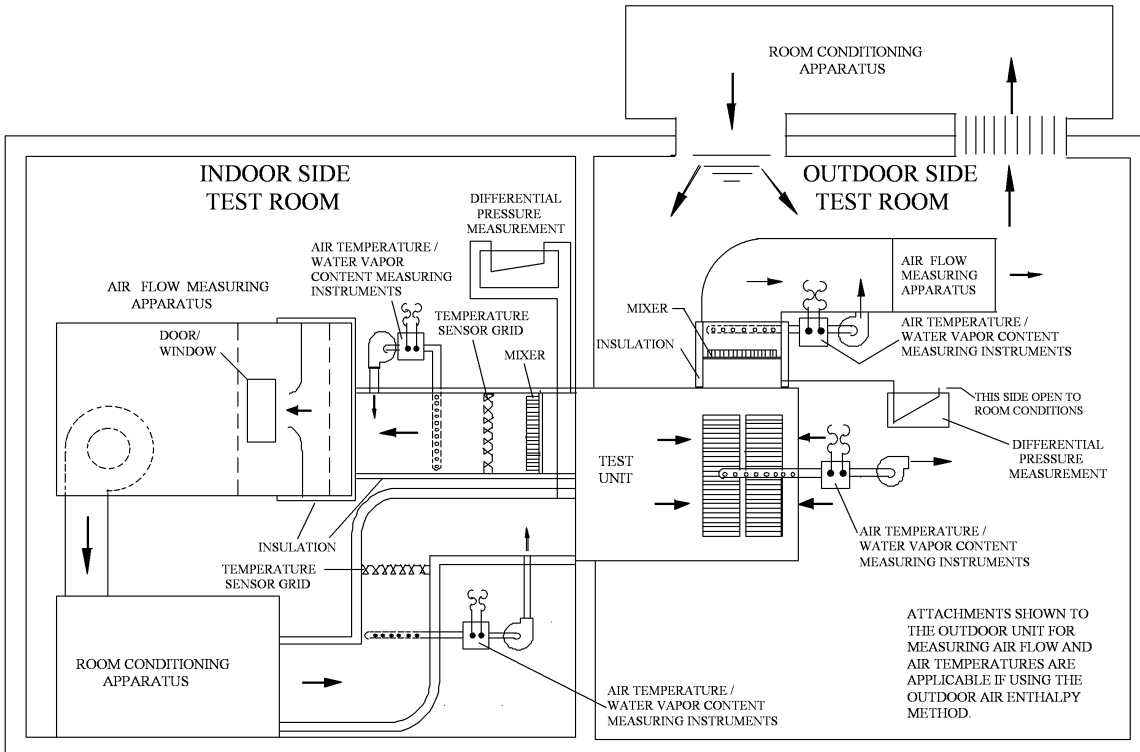 ROOM CONDITIONING
APPARATUS
INDOOR SIDE
TEST ROOM
OUTDOOR SIDE
TEST ROOM
DIFFERENTIAL
PRESSURE
MEASUREMENT
AIR TEMPERATURE /
WATER VAPOR
CONTENT MEASURING
INSTRUMENTS
AIR FLOW MEASURING
APPARATUS
DOOR/
WINDOW
TEMPERATURE
SENSOR GRID
MIXER
AIR FLOW
MEASURING
APPARATUS
MIXER
INSULATION
AIR TEMPERATURE /
WATER VAPOR CONTENT
MEASURING INSTRUMENTS
THIS SIDE OPEN TO
ROOM CONDITIONS
DIFFERENTIAL
PRESSURE
MEASUREMENT
TEST
UNIT
AIR TEMPERATURE /
WATER VAPOR CONTENT
MEASURING INSTRUMENTS
INSULATION
TEMPERATURE
SENSOR GRID
ROOM CONDITIONING
APPARATUS
AIR TEMPERATURE /
WATER VAPOR CONTENT
MEASURING INSTRUMENTS
ATTACHMENTS SHOWN TO
THE OUTDOOR UNIT FOR
MEASURING AIR FLOW AND
AIR TEMPERATURES ARE
APPLICABLE IF USING THE
OUTDOOR AIR ENTHALPY
METHOD.